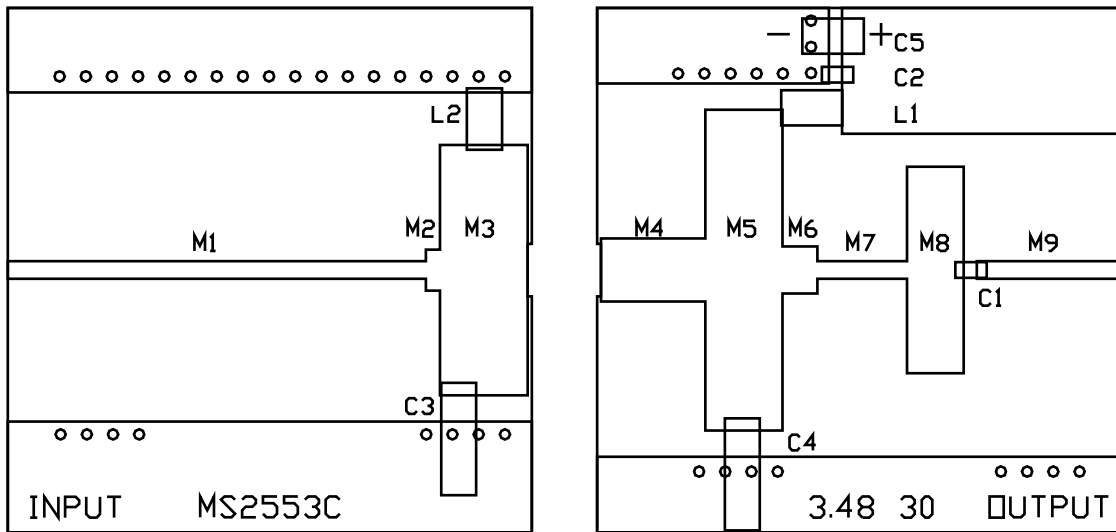 - +
C5
C2
L2
L1
M2 M3
M1
M4 M5 M6
M7 M8 M9
C1
C3
C4
INPUT MS2553C
3.48 30 OUTPUT